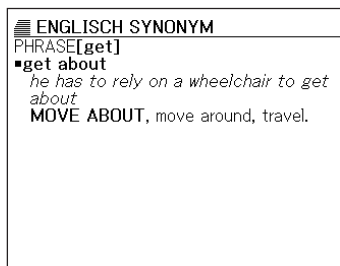 ENGLISCH SYNONYM
PHRASE[get]
▪get about
he has to rely on a wheelchair to get
about
MOVE ABOUT, move around, travel.